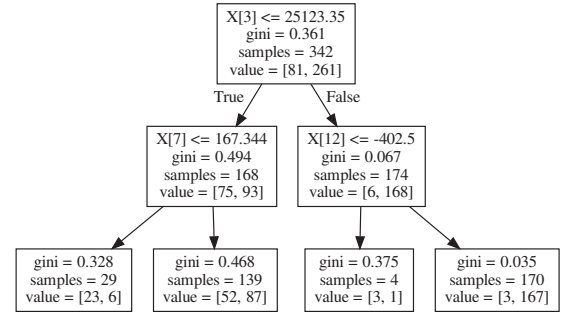 X[3] <= 25123.35
gini = 0.361
samples = 342
value = [81, 261]
True
False
X[7] <= 167.344
gini = 0.494
samples = 168
value = [75, 93]
X[12] <= -402.5
gini = 0.067
samples = 174
value = [6, 168]
gini = 0.328
samples = 29
value = [23, 6]
gini = 0.468
samples = 139
value = [52, 87]
gini = 0.375
samples = 4
value = [3, 1]
gini = 0.035
samples = 170
value = [3, 167]